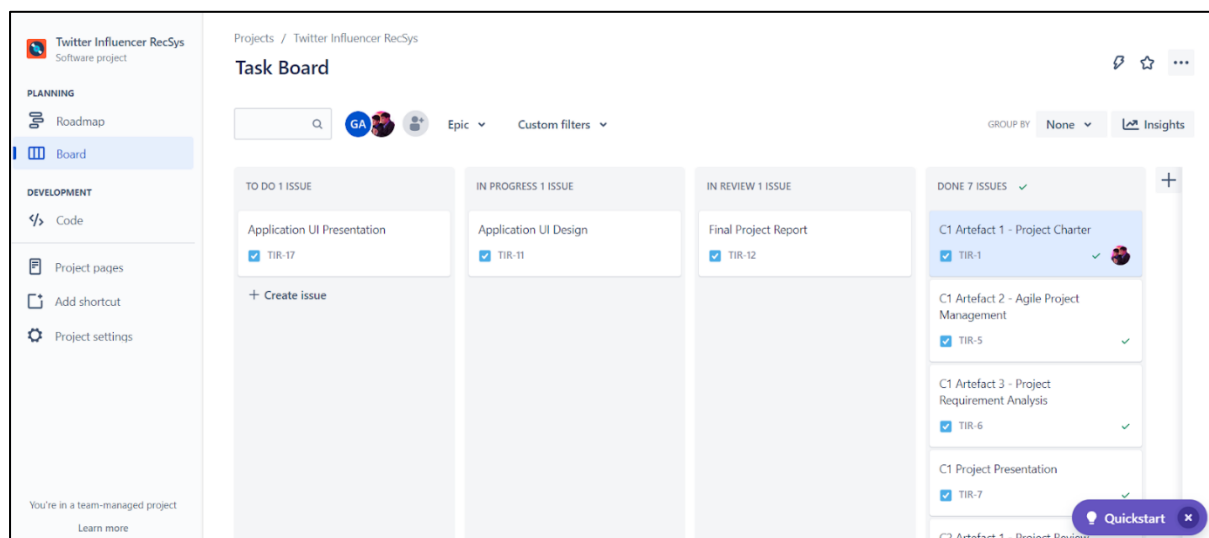 Twitter Influencer RecSys
Software project
PLANNING
Roadmap
Board
DEVELOPMENT
Code
Project pages
Add shortcut
Project settings
You're in a team-managed project
Learn more
Projects / Twitter Influencer RecSys
Task Board
GA
Epic
Custom filters
GROUP BY None
Insights
TO DO 1 ISSUE
Application UI Presentation
TIR-17
+ Create issue
IN PROGRESS 1 ISSUE
Application UI Design
TIR-11
IN REVIEW 1 ISSUE
Final Project Report
TIR-12
DONE 7 ISSUES
C1 Artefact 1 - Project Charter
TIR-1
C1 Artefact 2 - Agile Project
Management
TIR-5
C1 Artefact 3 - Project
Requirement Analysis
TIR-6
C1 Project Presentation
TIR-7
C2 Artefact 1 - Project Review
Quickstart